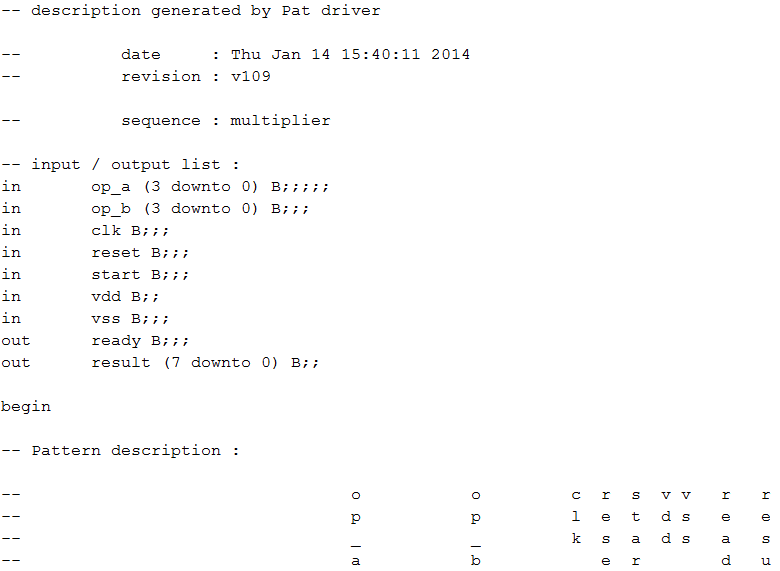 -- description generated by Pat driver
-- date : Thu Jan 14 15:40:11 2014
-- revision : v109
-- sequence : multiplier
-- input / output list :
in op_a (3 downto 0) B;;;;;
in op_b (3 downto 0) B;;;
in clk B;;;
in reset B;;;
in start B;;;
in vdd B;;
in vss B;;;
out ready B;;;
out result (7 downto 0) B;;
begin
-- Pattern description :
-- o o c r s v v r r
-- p p l e t d s e e
-- _ _ k s a d s a s
-- a b e r d u